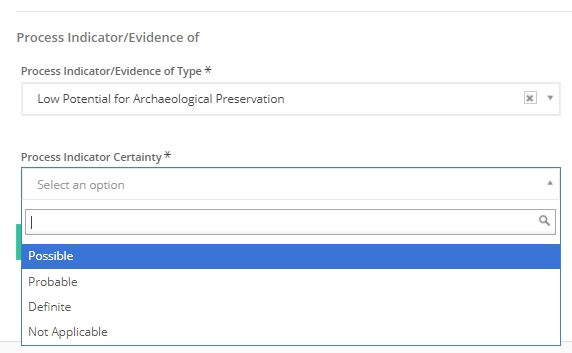 Process Indicator/Evidence of
Process Indicator/Evidence of Type *
Low Potential for Archaeological Preservation
Process Indicator Certainty *
Select an option
Possible
Probable
Definite
Not Applicable